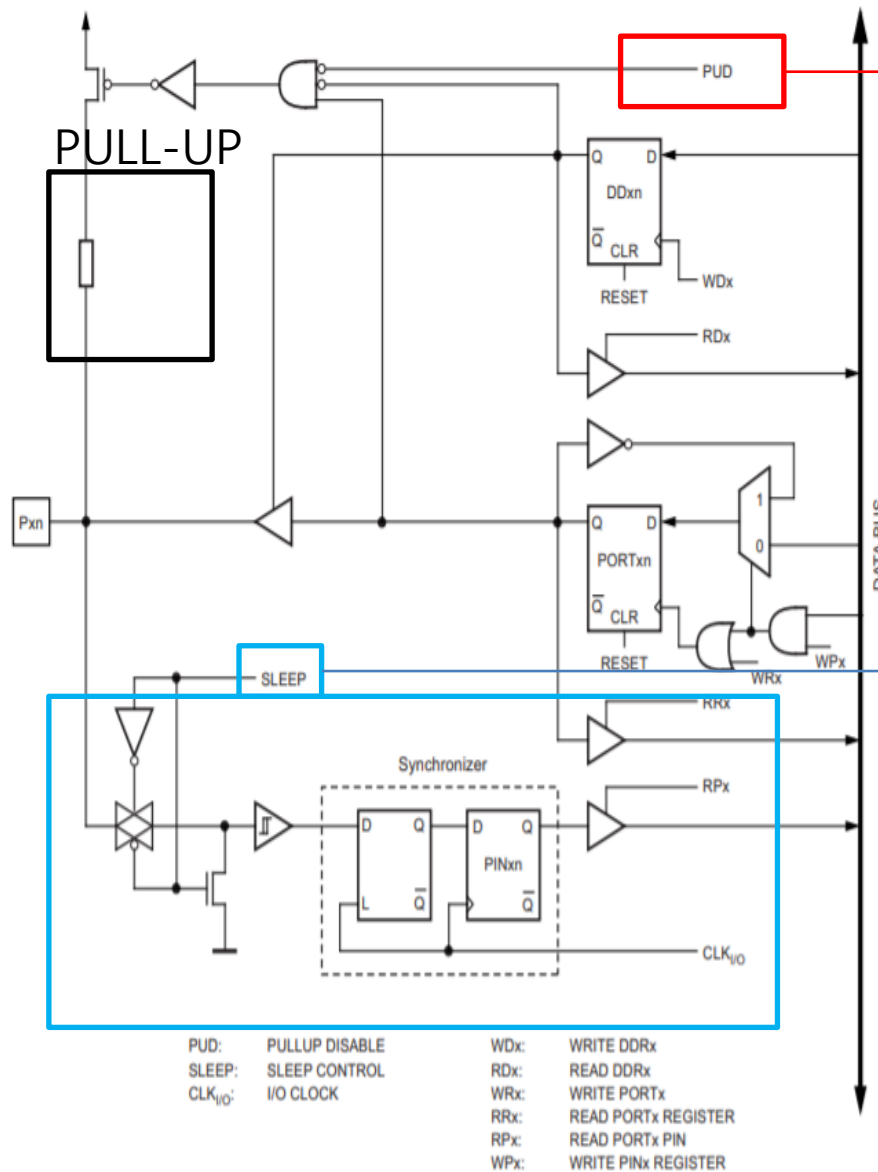 PUD
PULL-UP
Q D
DDxn
Q CLR
WDx
RESET
RDx
Pxn
1
Q D
0
PORTxn
DATA BUS
Q CLR
RESET
WRx
WPx
SLEEP
RRx
Synchronizer
RPx
D Q D Q
PINxn
L Q Q
CLKI/O
PUD: PULLUP DISABLE
SLEEP: SLEEP CONTROL
CLKI/O: I/O CLOCK
WDx: WRITE DDRx
RDx: READ DDRx
WRx: WRITE PORTx
RRx: READ PORTx REGISTER
RPx: READ PORTx PIN
WPx: WRITE PINx REGISTER